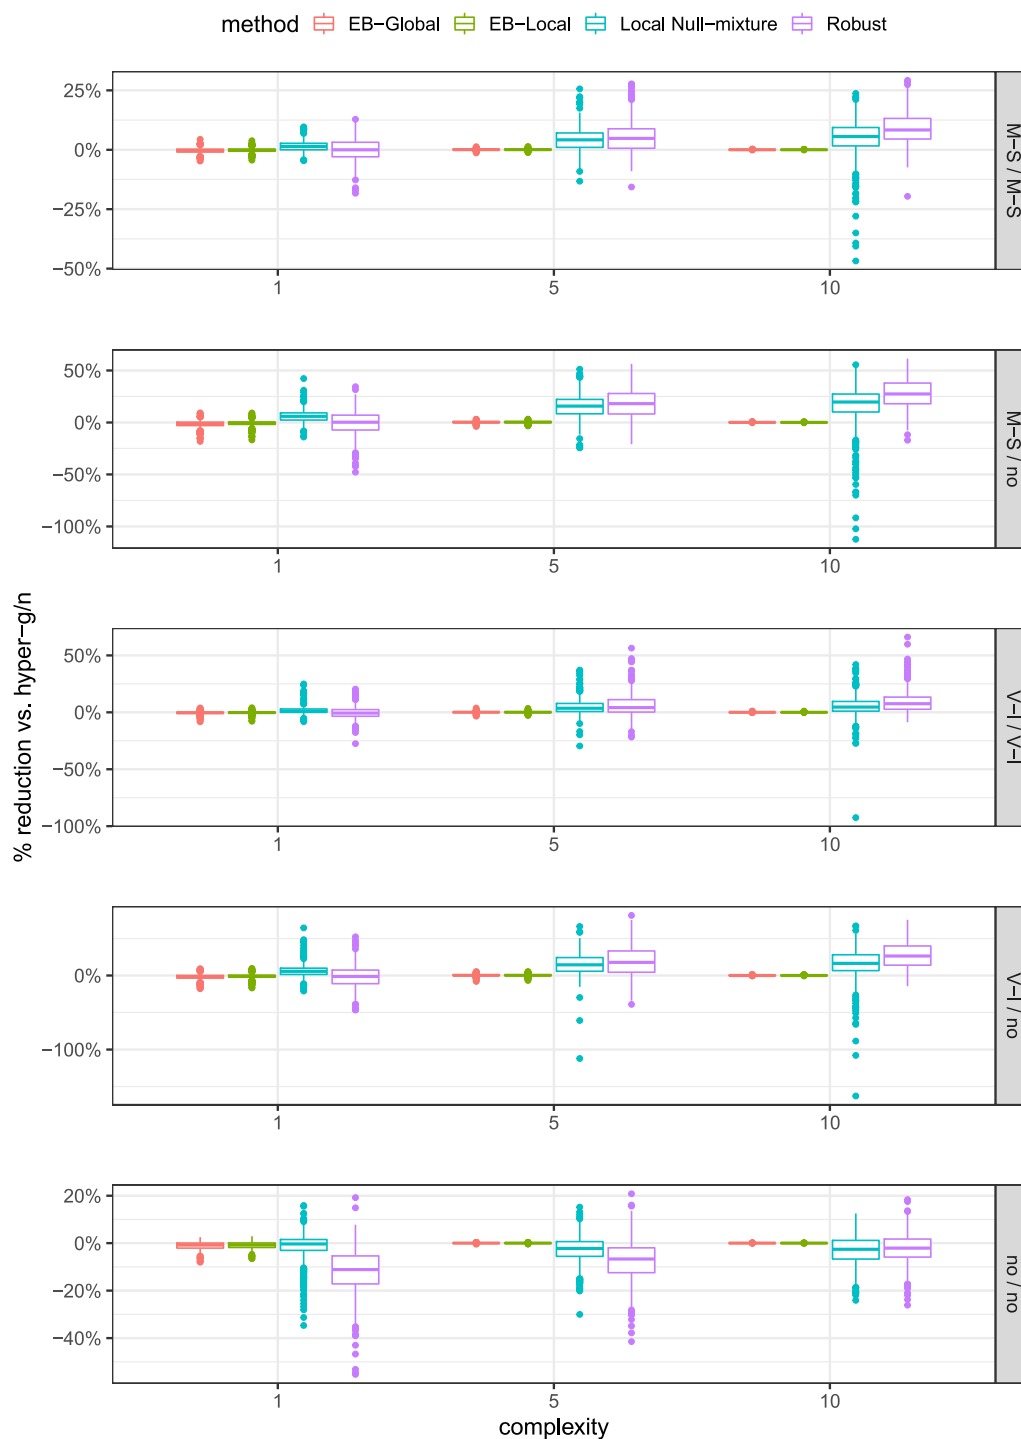 method EB−Global EB−Local Local Null−mixture Robust
25%
0%
−25%
−50%
1 5 10
M−S / M−S
50%
0%
−50%
−100%
1 5 10
M−S / no
% reduction vs. hyper−g/n
50%
0%
−50%
−100%
1 5 10
V−I / V−I
0%
−100%
1 5 10
V−I / no
20%
0%
−20%
−40%
1 5 10
no / no
complexity